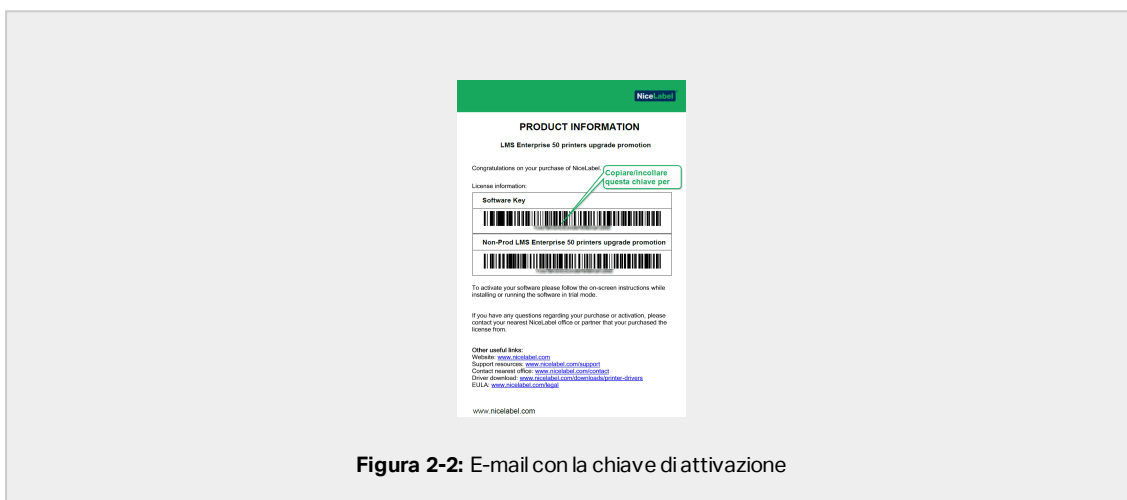 NiceLabel
PRODUCT INFORMATION
LMS Enterprise 50 printers upgrade promotion
Congratulations on your purchase of NiceLabel.
Copiare/incollare
questa chiave per
License information:
Software Key
Non-Prod LMS Enterprise 50 printers upgrade promotion
To activate your software please follow the on-screen instructions while
installing or running the software in trial mode.
If you have any questions regarding your purchase or activation, please
contact your nearest NiceLabel office or partner that your purchased the
license from.
Other useful links:
Website: www.nicelabel.com
Support resources: www.nicelabel.com/support
Contact nearest office: www.nicelabel.com/contact
Driver download: www.nicelabel.com/downloads/printer-drivers
EULA: www.nicelabel.com/legal
www.nicelabel.com
Figura 2-2: E-mail con la chiave di attivazione